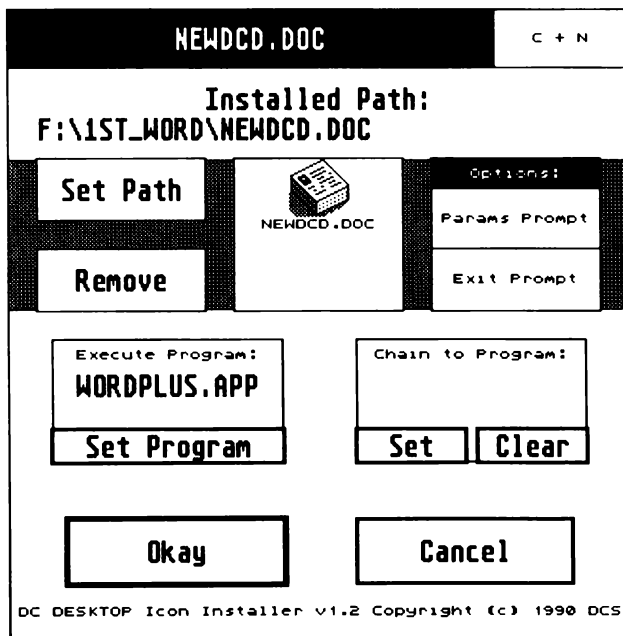 NEWDCD.DOC C + N
Installed Path:
F:\1ST_WORD\NEWDCD.DOC
Set Path
Remove
NEWDCD.DOC
Options:
Params Prompt
Exit Prompt
Execute Program:
WORDPLUS.APP
Set Program
Chain to Program:
Set Clear
Okay Cancel
DC DESKTOP Icon Installer v1.2 Copyright (c) 1990 DCS